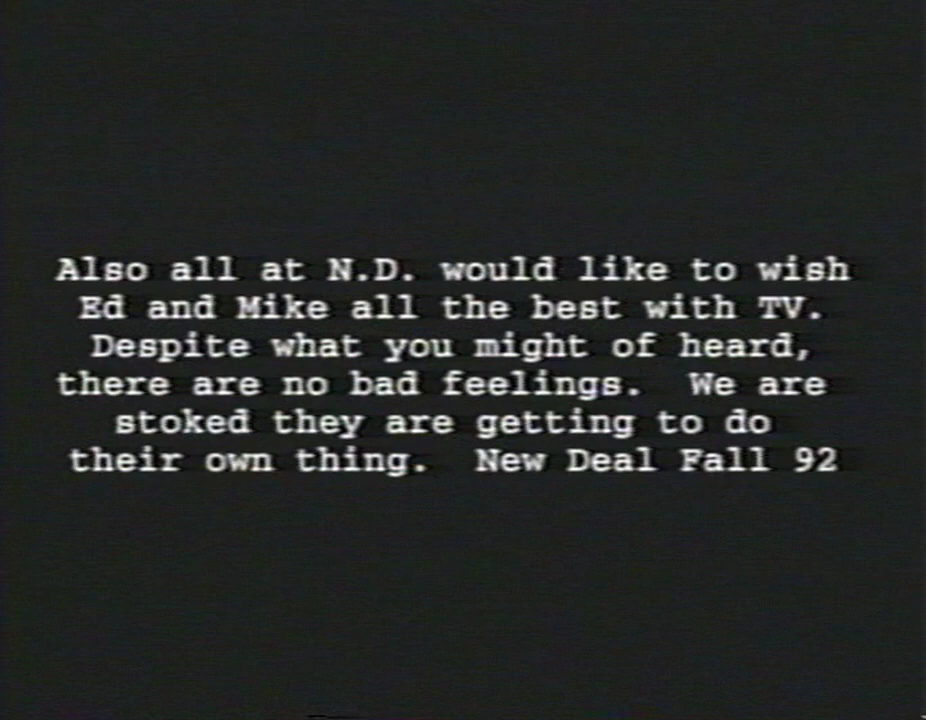 Also all at N.D. would like to wish
Ed and Mike all the best with TV.
Despite what you might of heard,
there are no bad feelings.  We are
stoked they are getting to do
their own thing.  New Deal Fall 92